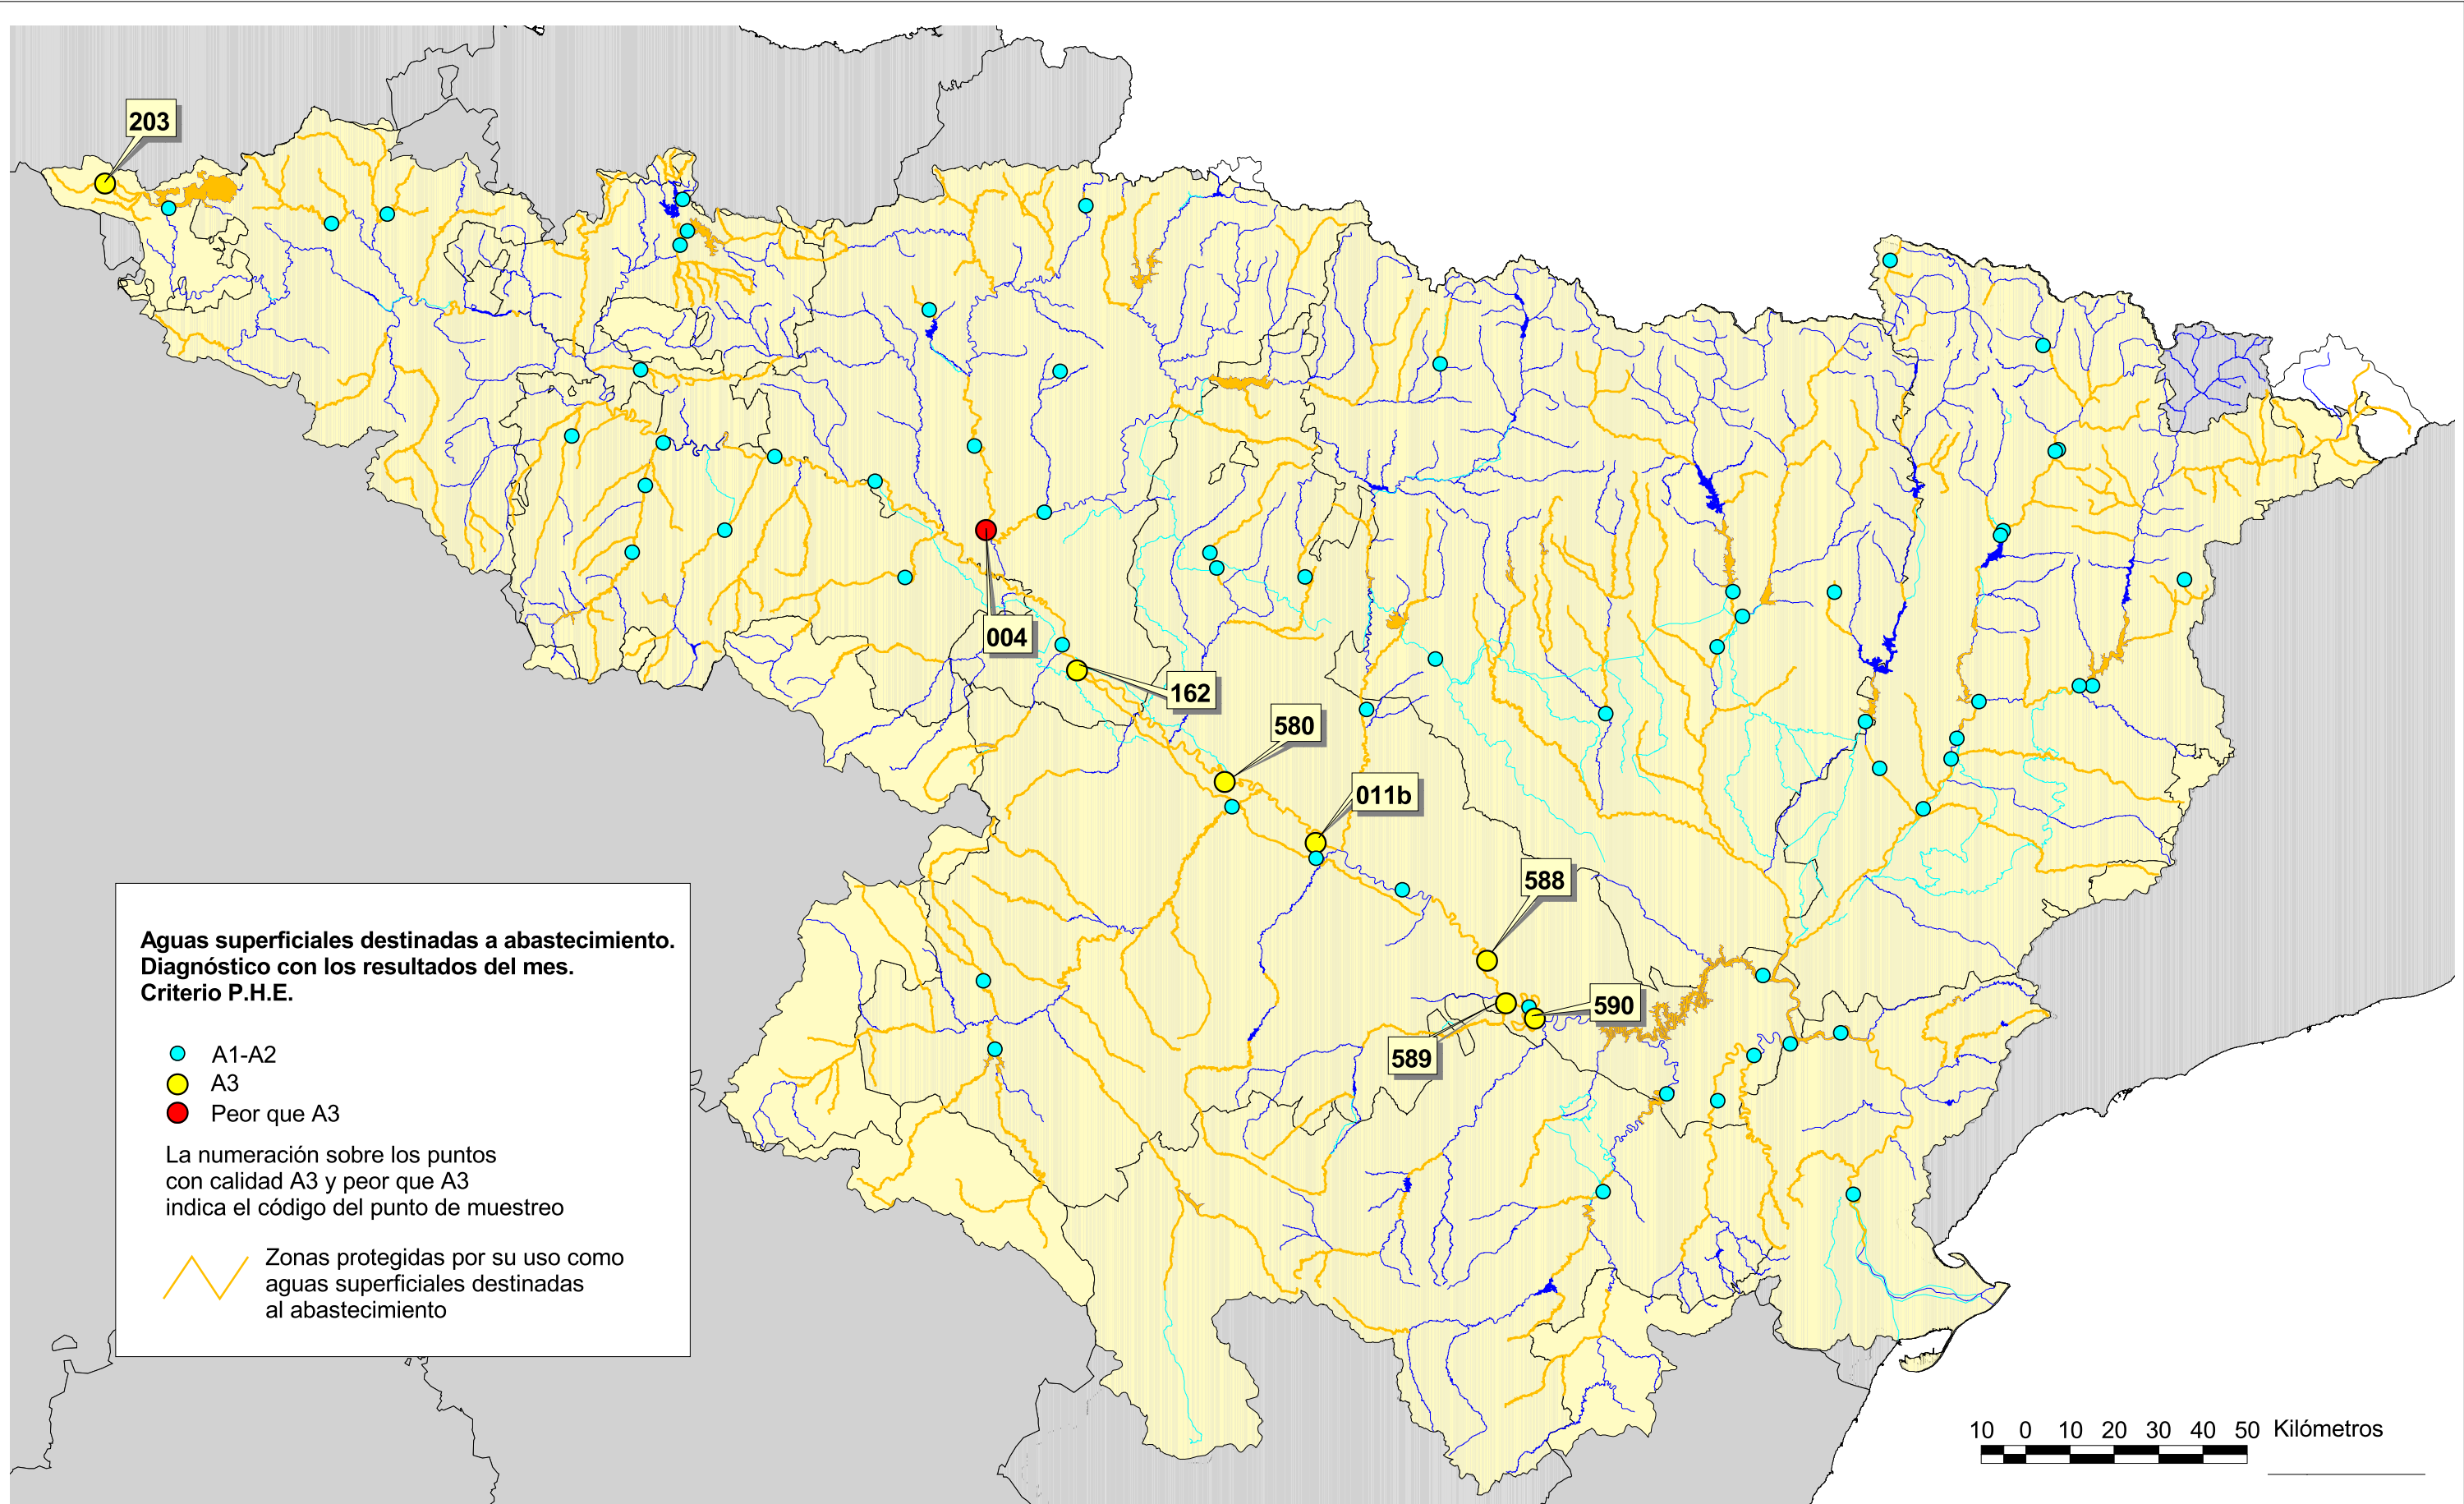 203
004
162
580
011b
588
590
589
Aguas superficiales destinadas a abastecimiento.
Diagnóstico con los resultados del mes.
Criterio P.H.E.
A1-A2
A3
Peor que A3
La numeración sobre los puntos
con calidad A3 y peor que A3
indica el código del punto de muestreo
Zonas protegidas por su uso como
aguas superficiales destinadas
al abastecimiento
10 0 10 20 30 40 50 Kilómetros